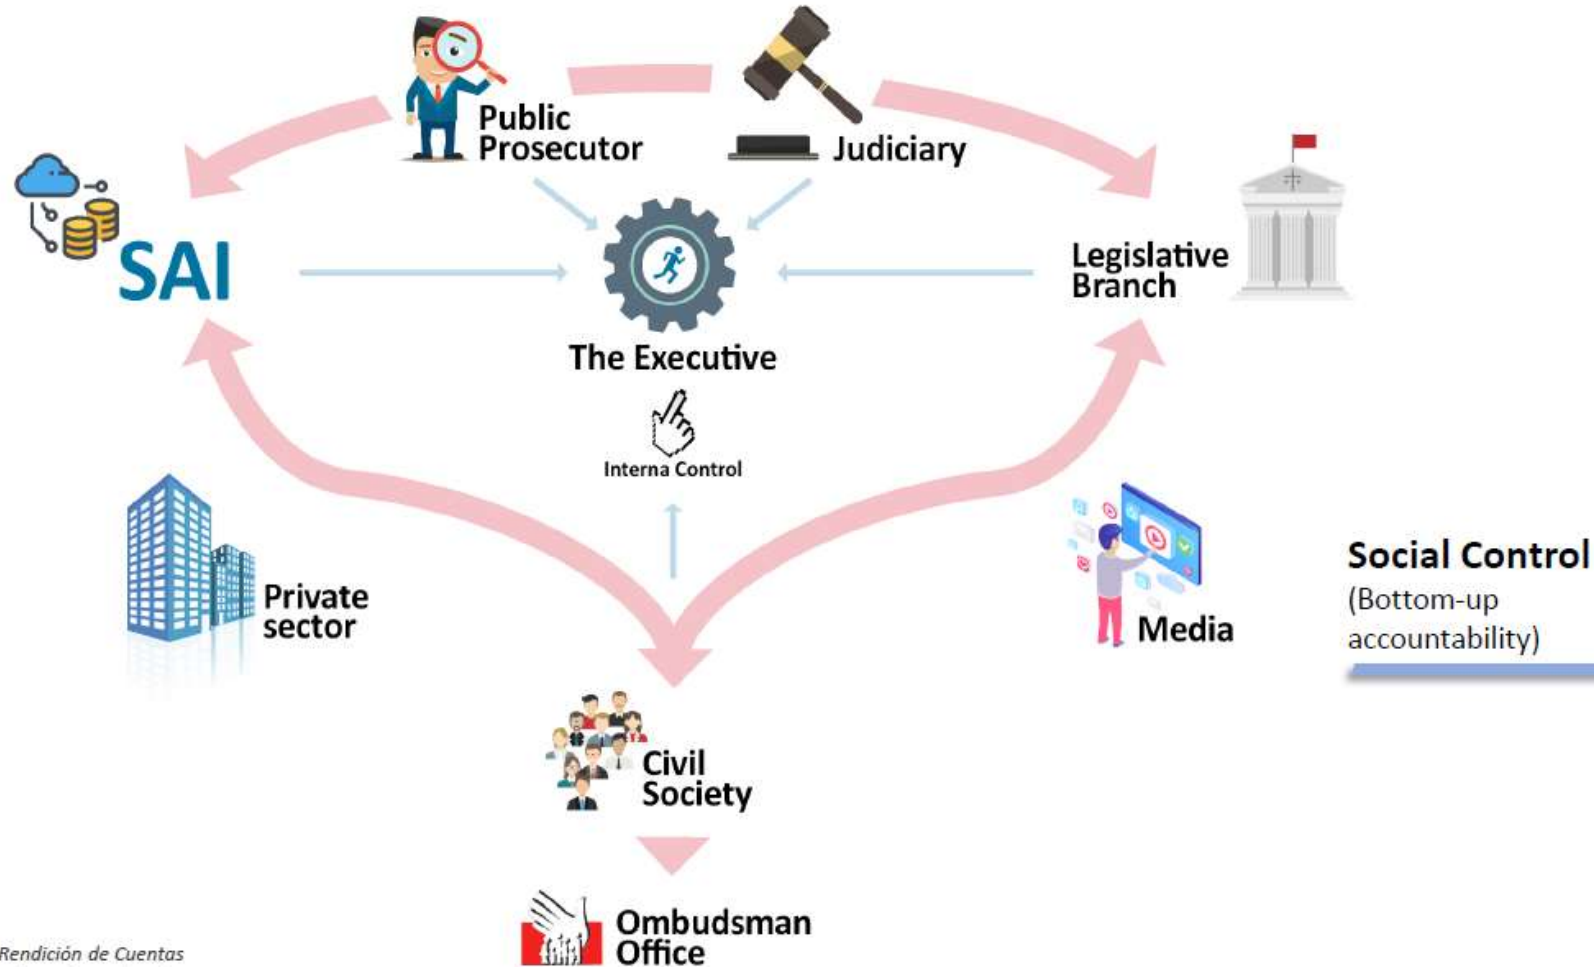 Public
Prosecutor
Judiciary
SAI
Legislative
Branch
The Executive
Interna Control
Private
sector
Media
Social Control
(Bottom-up
accountability)
Civil
Society
Ombudsman
Office
Rendición de Cuentas